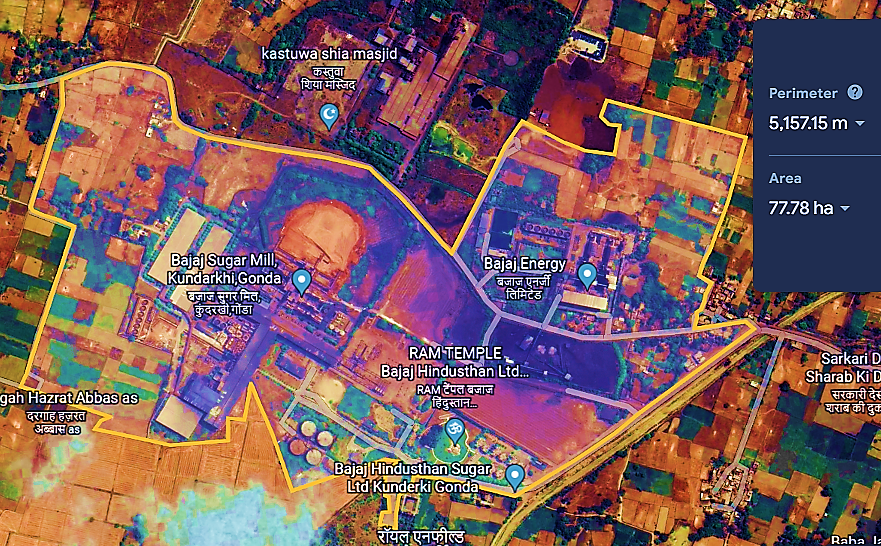 kastuwa shia masjid
कस्तुवा
शिया मस्जिद
Perimeter
5,157.15 m
Area
77.78 ha
Bajaj Sugar Mill,
Kundarkhi,Gonda
बजाज सुगर मिल,
कुंदरखी,गोंडा
Bajaj Energy
बजाज एनर्जी
लिमिटेड
RAM TEMPLE
Bajaj Hindusthan Ltd...
RAM टेंपल बजाज
हिंदुस्तान...
Sarkari D
Sharab Ki D
सरकारी देस
शराब की दुक
gah Hazrat Abbas as
दरगाह हज़रत
अब्बास as
Bajaj Hindusthan Sugar
Ltd Kunderki Gonda
रॉयल एनफील्ड
Baba Ja